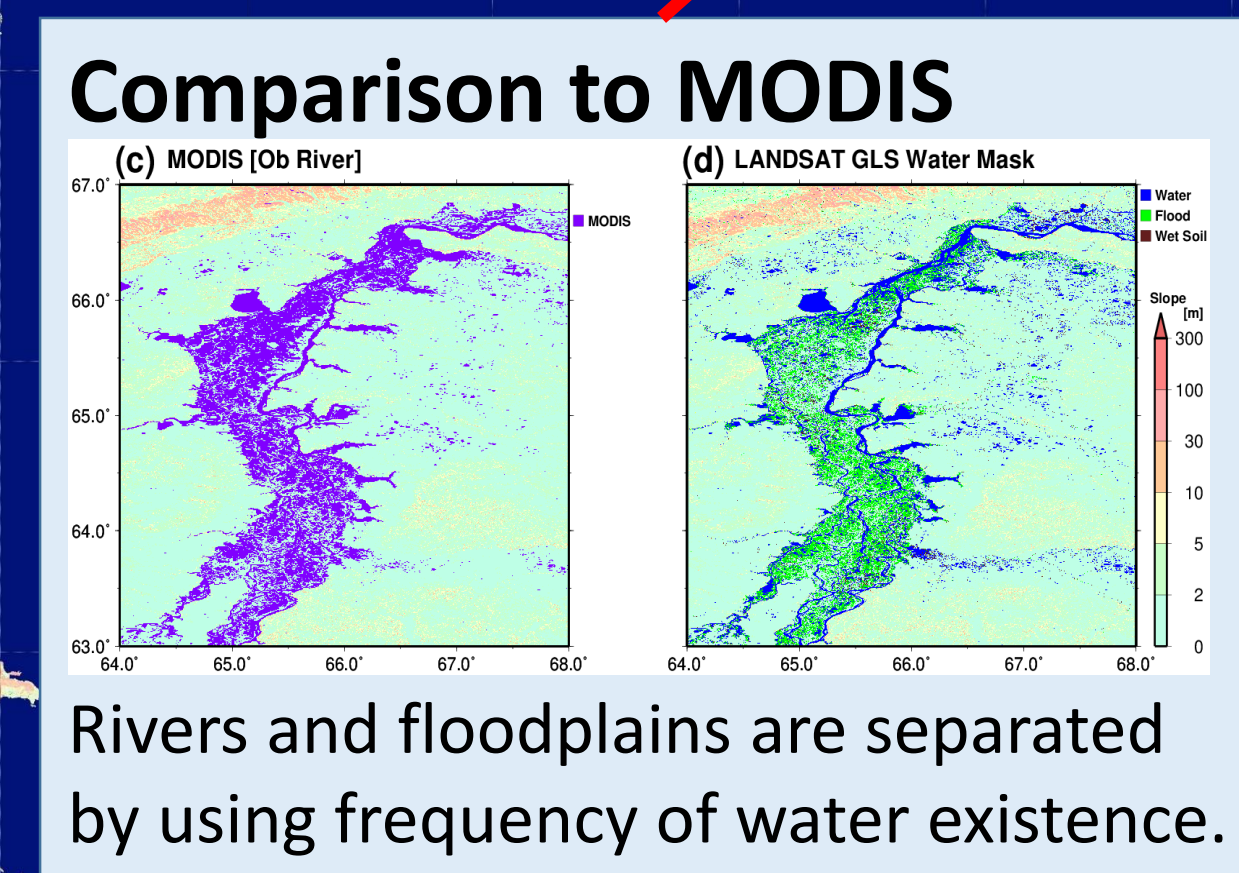 Comparison to MODIS
(c) MODIS [Ob River]
67.0°
66.0°
65.0°
64.0°
63.0°
64.0° 65.0° 66.0° 67.0° 68.0°
MODIS
(d) LANDSAT GLS Water Mask
64.0° 65.0° 66.0° 67.0° 68.0°
Water
Flood
Wet Soil
Slope
[m]
300
100
30
10
5
2
0
Rivers and floodplains are separated
by using frequency of water existence.